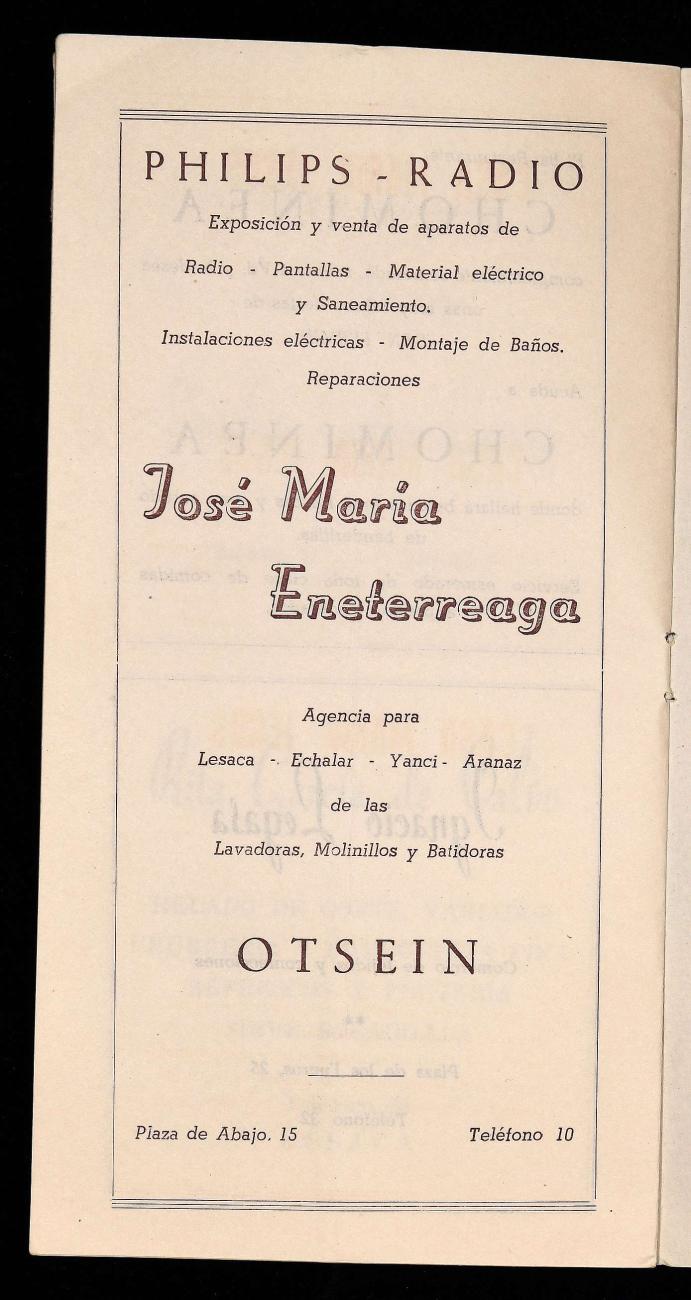 PHILIPS - RADIO
Exposición y venta de aparatos de
Radio - Pantallas - Material eléctrico
y Saneamiento.
Instalaciones eléctricas - Montaje de Baños.
Reparaciones
José María
Eneterreaga
Agencia para
Lesaca - Echalar - Yanci - Aranaz
de las
Lavadoras, Molinillos y Batidoras
OTSEIN
Plaza de Abajo. 15 Teléfono 10